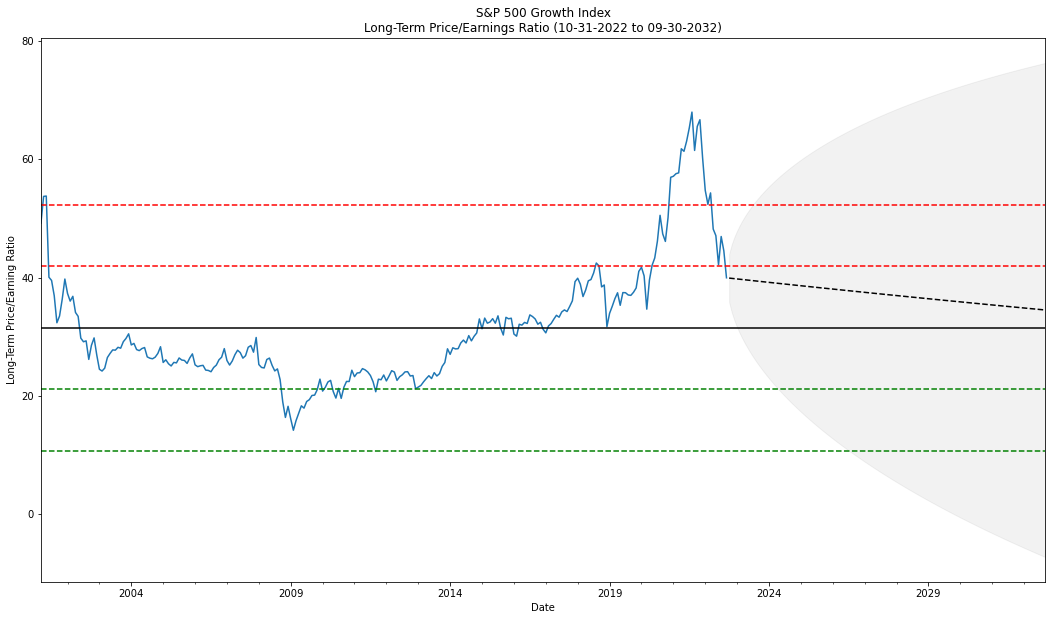 S&P 500 Growth Index
Long-Term Price/Earnings Ratio (10-31-2022 to 09-30-2032)
80
60
40
20
0
Long-Term Price/Earning Ratio
2004
2009
2014
2019
2024
2029
Date